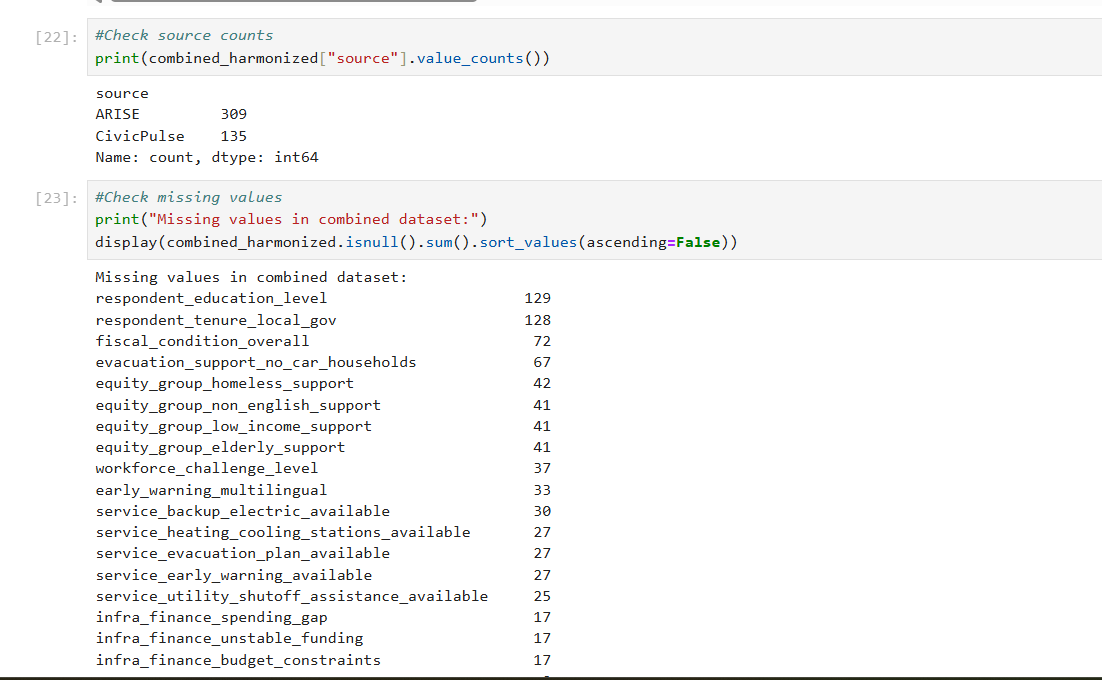 [22]:
#Check source counts
print(combined_harmonized["source"].value_counts())
source
ARISE 309
CivicPulse 135
Name: count, dtype: int64
[23]:
#Check missing values
print("Missing values in combined dataset:")
display(combined_harmonized.isnull().sum().sort_values(ascending=False))
Missing values in combined dataset:
respondent_education_level 129
respondent_tenure_local_gov 128
fiscal_condition_overall 72
evacuation_support_no_car_households 67
equity_group_homeless_support 42
equity_group_non_english_support 41
equity_group_low_income_support 41
equity_group_elderly_support 41
workforce_challenge_level 37
early_warning_multilingual 33
service_backup_electric_available 30
service_heating_cooling_stations_available 27
service_evacuation_plan_available 27
service_early_warning_available 27
service_utility_shutoff_assistance_available 25
infra_finance_spending_gap 17
infra_finance_unstable_funding 17
infra_finance_budget_constraints 17